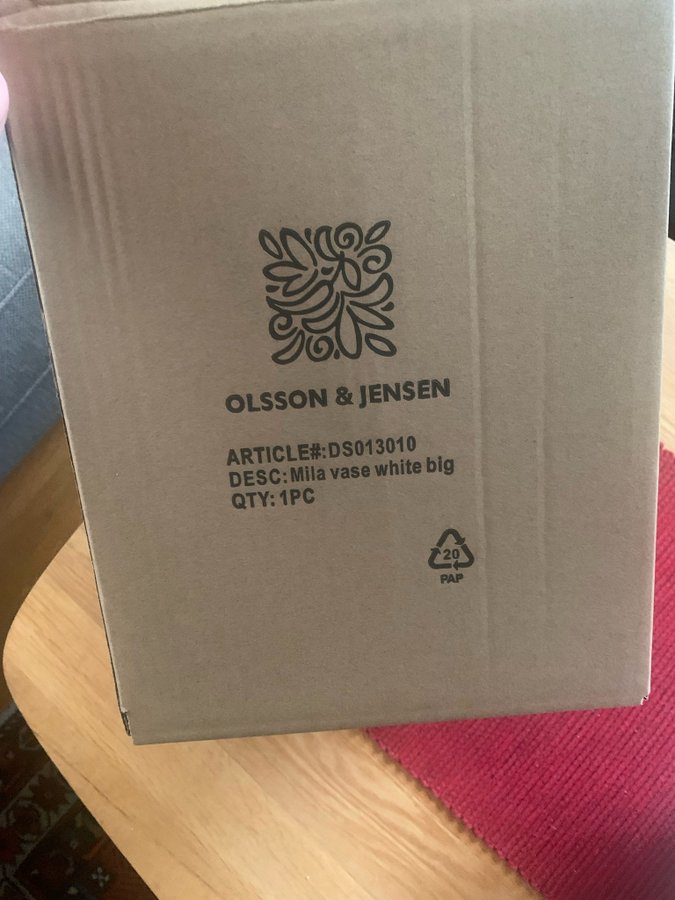 OLSSON & JENSEN
ARTICLE#:DS013010
DESC:Mila vase white big
QTY: 1PC
20
PAP